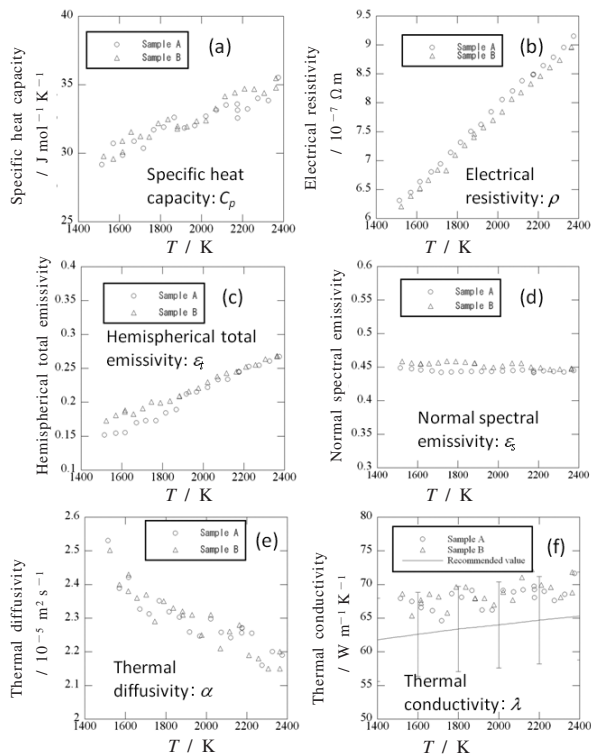 Sample A
Sample B
(a)
Specific heat capacity
/ J mol⁻¹ K⁻¹
40
35
30
25
Specific heat
capacity: Cp
1400 1600 1800 2000 2200 2400
T / K
Sample A
Sample B
(b)
Electrical resistivity
/ 10⁻⁷ Ω m
9.5
9
8.5
8
7.5
7
6.5
6
Electrical
resistivity: ρ
1400 1600 1800 2000 2200 2400
T / K
Sample A
Sample B
(c)
Hemispherical total emissivity
0.4
0.35
0.3
0.25
0.2
0.15
0.1
Hemispherical total
emissivity: εt
1400 1600 1800 2000 2200 2400
T / K
Sample A
Sample B
(d)
Normal spectral emissivity
0.6
0.55
0.5
0.45
0.4
0.35
0.3
Normal spectral
emissivity: εs
1400 1600 1800 2000 2200 2400
T / K
Sample A
Sample B
(e)
Thermal diffusivity
/ 10⁻⁵ m² s⁻¹
2.6
2.5
2.4
2.3
2.2
2.1
2
Thermal
diffusivity: α
1400 1600 1800 2000 2200 2400
T / K
Sample A
Sample B
Recommended value
(f)
Thermal conductivity
/ W m⁻¹ K⁻¹
80
75
70
65
60
55
50
Thermal
conductivity: λ
1400 1600 1800 2000 2200 2400
T / K